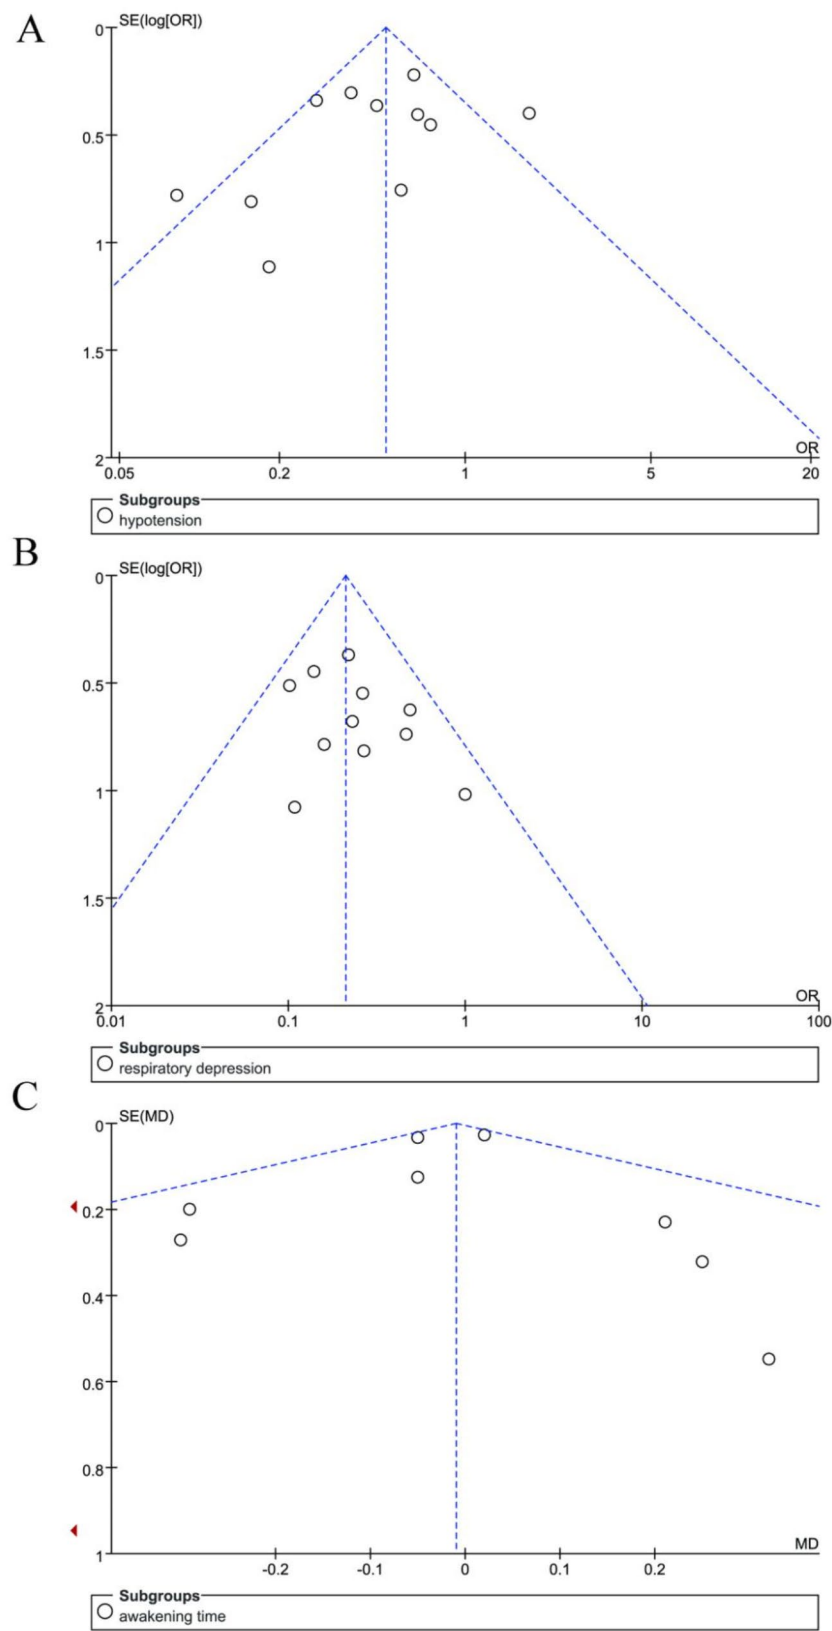 A
SE(log[OR])
0
0.5
1
1.5
2
OR
0.05 0.2 1 5 20
Subgroups
hypotension
B
SE(log[OR])
0
0.5
1
1.5
2
OR
0.01 0.1 1 10 100
Subgroups
respiratory depression
C
SE(MD)
0
0.2
0.4
0.6
0.8
1
MD
-0.2 -0.1 0 0.1 0.2
Subgroups
awakening time